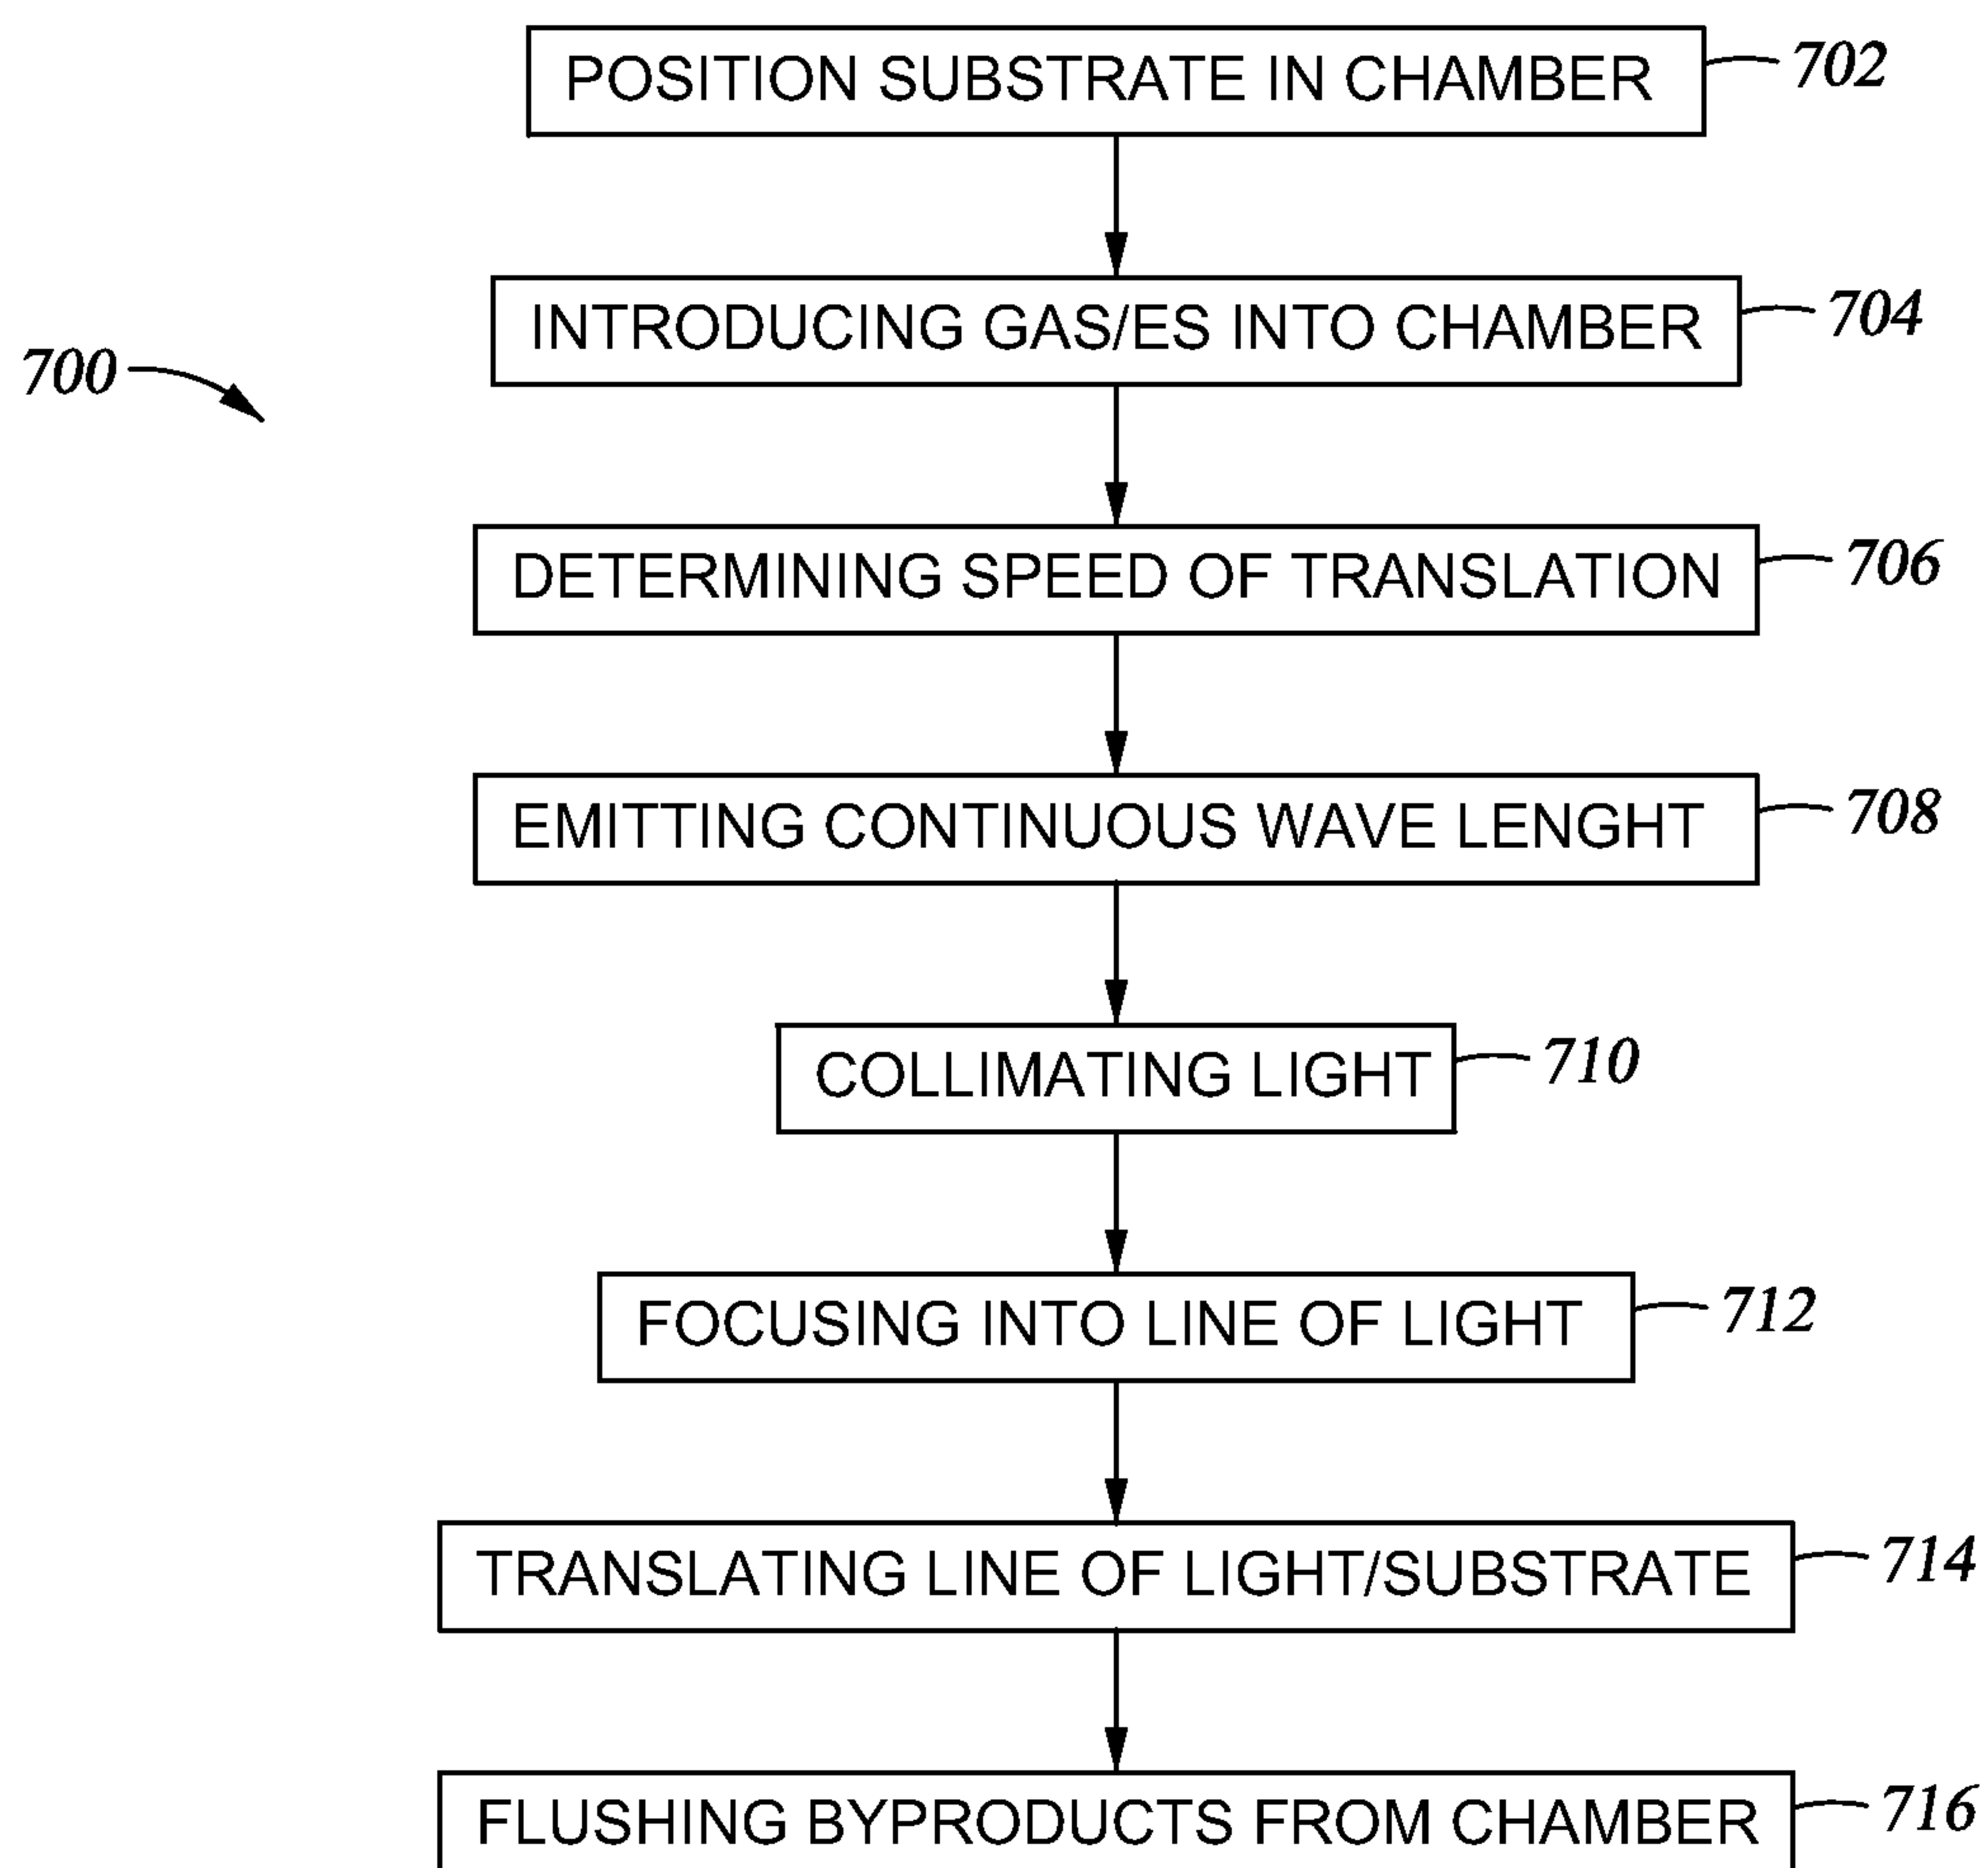 POSITION SUBSTRATE IN CHAMBER 702
INTRODUCING GAS/ES INTO CHAMBER 704
700
DETERMINING SPEED OF TRANSLATION 706
EMITTING CONTINUOUS WAVE LENGHT 708
COLLIMATING LIGHT 710
FOCUSING INTO LINE OF LIGHT 712
TRANSLATING LINE OF LIGHT/SUBSTRATE 714
FLUSHING BYPRODUCTS FROM CHAMBER 716